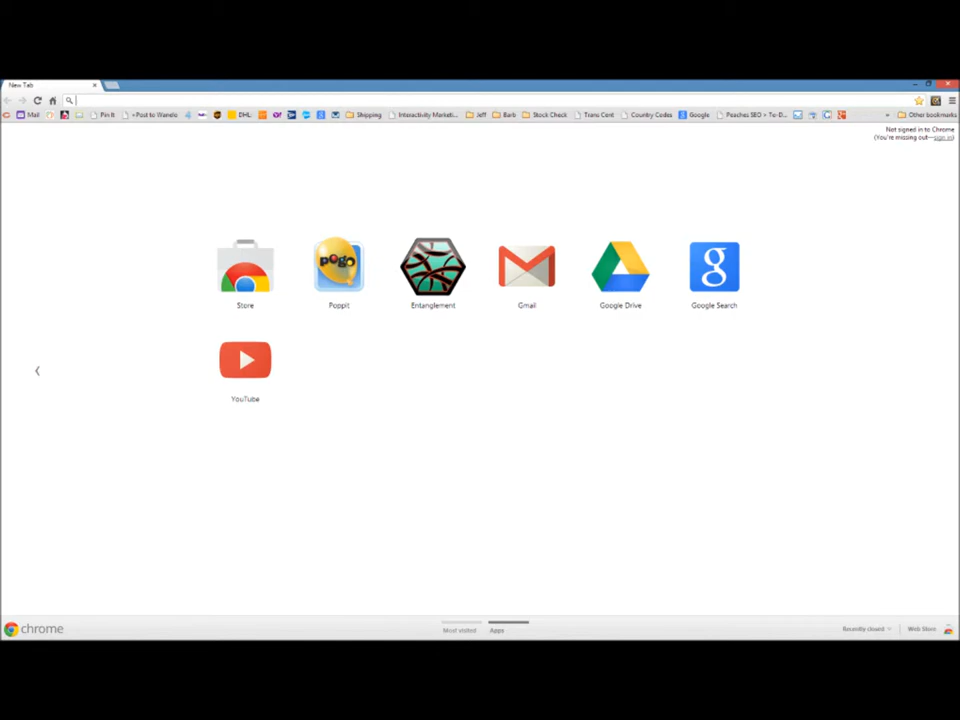 New Tab
Mail Pin It +Post to Wanelo DHL Shipping Interactivity Marketi... Jeff Barb Stock Check Trans Cent Country Codes Google Peaches SEO > To-D... » Other bookmarks
Not signed in to Chrome
(You're missing out—sign in)
pogo
g
Store Poppit Entanglement Gmail Google Drive Google Search
YouTube
chrome Most visited Apps Recently closed Web Store